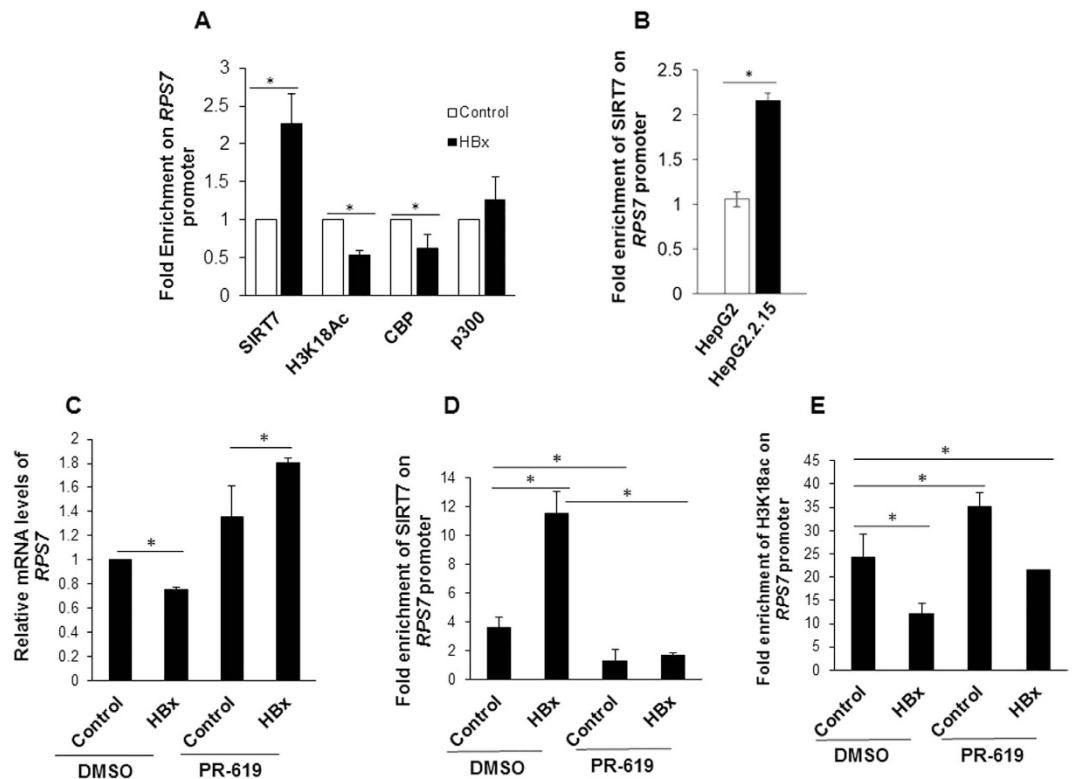 A
Fold Enrichment on RPS7
promoter
3
2.5
2
1.5
1
0.5
0
*
*
*
Control
HBx
SIRT7
H3K18Ac
CBP
p300
B
Fold enrichment of SIRT7 on
RPS7 promoter
2.5
2
1.5
1
0.5
0
*
HepG2
HepG2.2.15
C
Relative mRNA levels of
RPS7
2
1.8
1.6
1.4
1.2
1
0.8
0.6
0.4
0.2
0
*
*
Control
HBx
Control
HBx
DMSO
PR-619
D
Fold enrichment of SIRT7 on
RPS7 promoter
14
12
10
8
6
4
2
0
*
*
*
Control
HBx
Control
HBx
DMSO
PR-619
E
Fold enrichment of H3K18ac on
RPS7 promoter
45
40
35
30
25
20
15
10
5
0
*
*
*
Control
HBx
Control
HBx
DMSO
PR-619